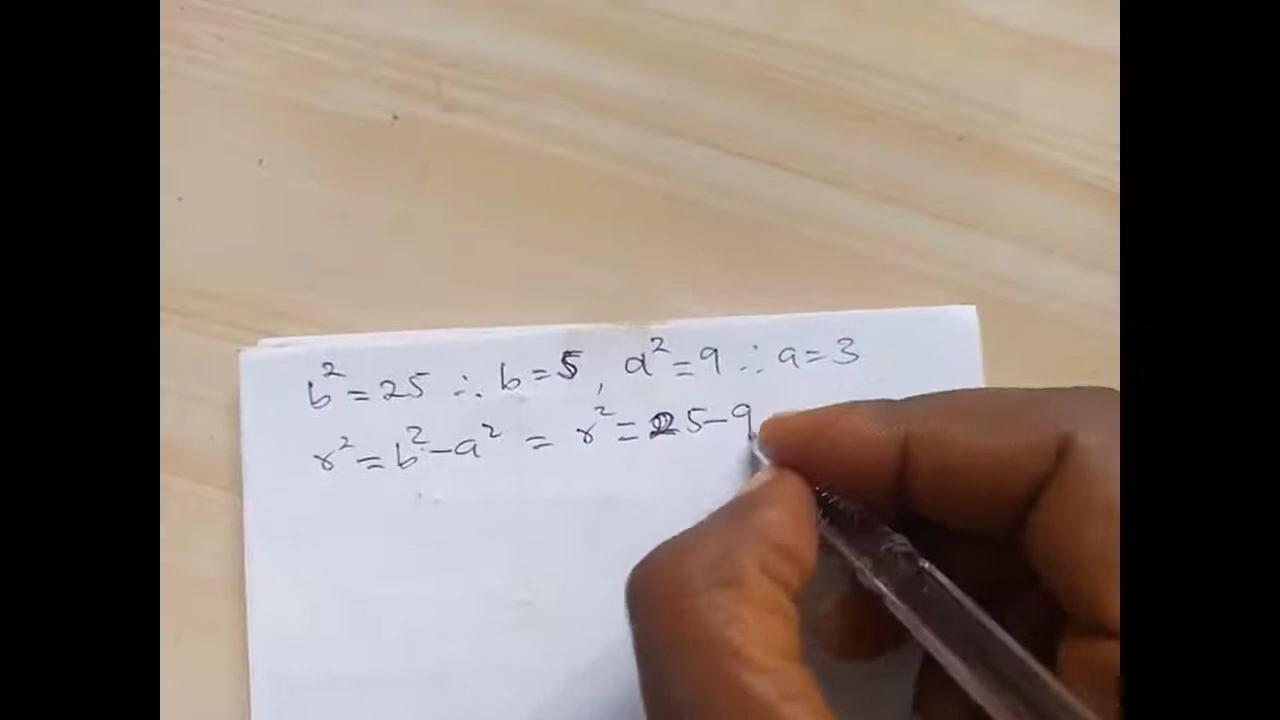 b² = 25 ∴ b = 5, a² = 9 ∴ a = 3
r² = b² - a² = r² = 25 - 9